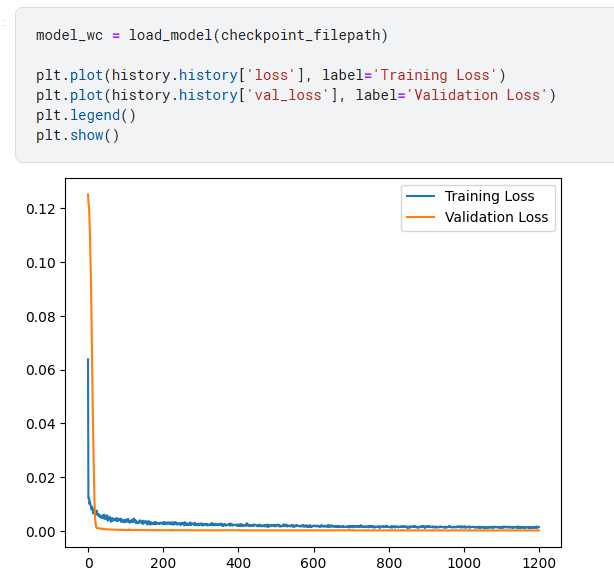 :
model_wc = load_model(checkpoint_filepath)
plt.plot(history.history['loss'], label='Training Loss')
plt.plot(history.history['val_loss'], label='Validation Loss')
plt.legend()
plt.show()
Training Loss
Validation Loss
0.12
0.10
0.08
0.06
0.04
0.02
0.00
0 200 400 600 800 1000 1200